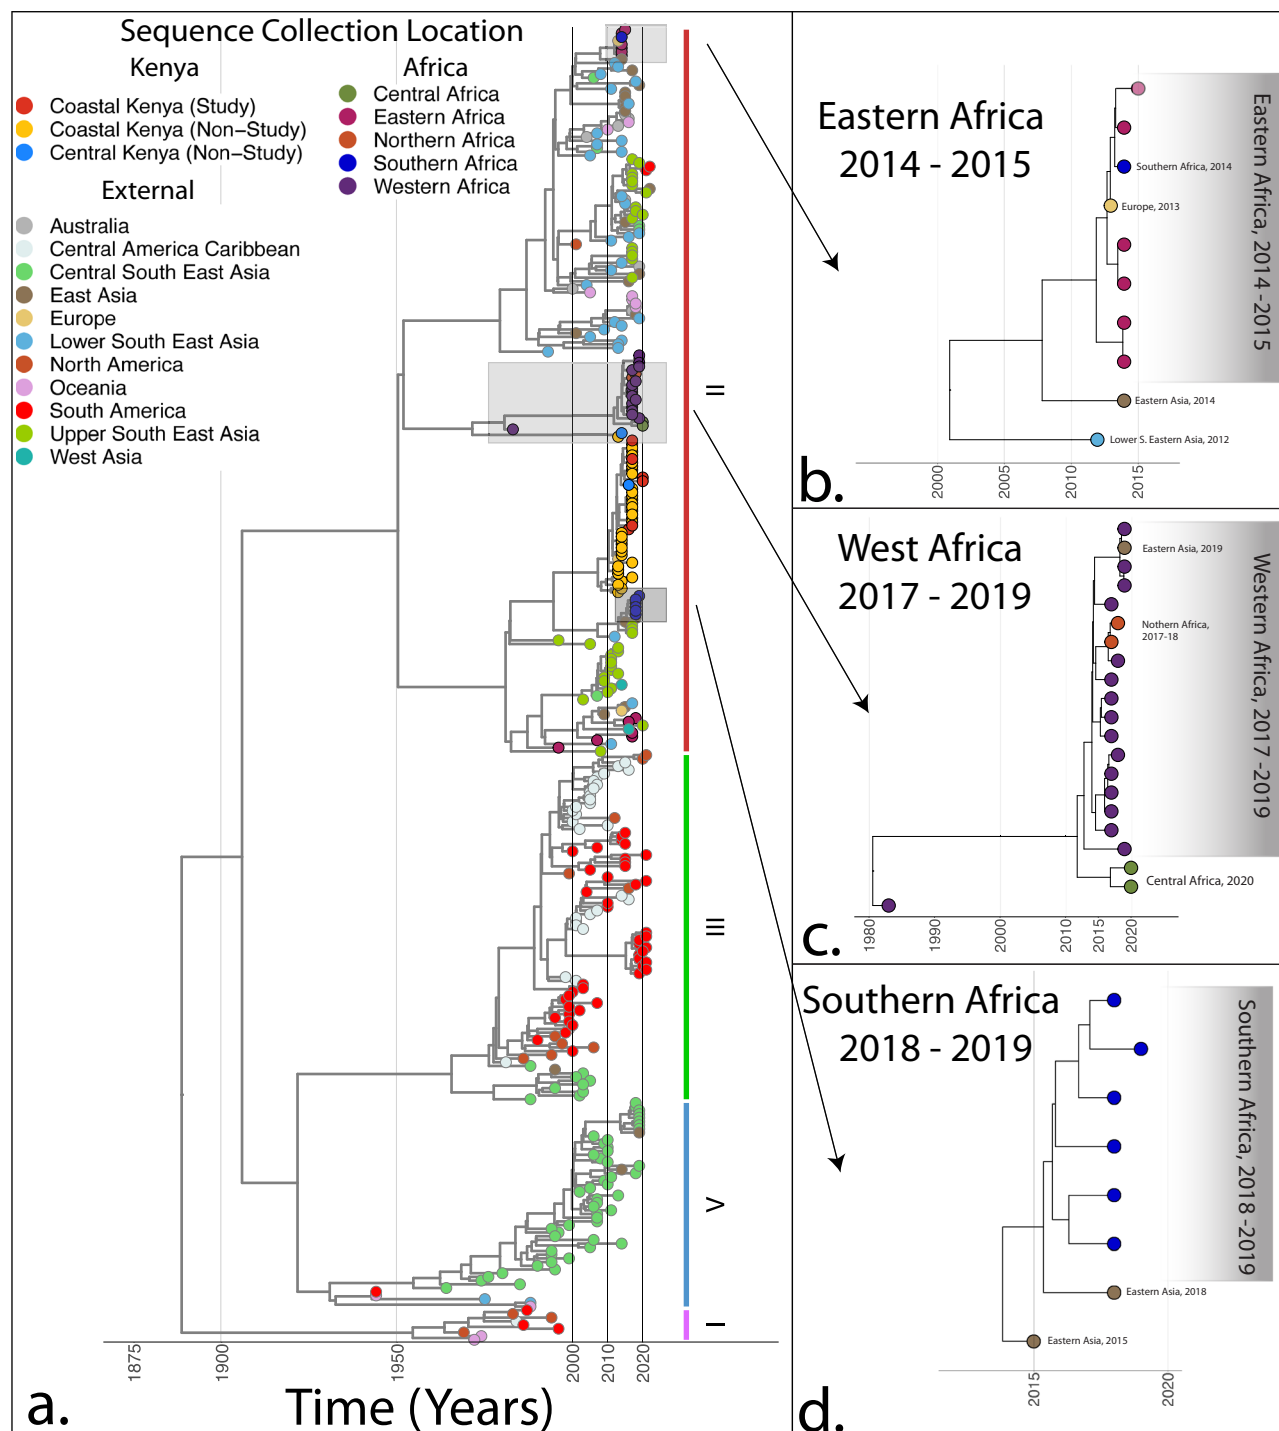 Sequence Collection Location
Kenya
Coastal Kenya (Study)
Coastal Kenya (Non-Study)
Central Kenya (Non-Study)
Africa
Central Africa
Eastern Africa
Northern Africa
Southern Africa
Western Africa
External
Australia
Central America Caribbean
Central South East Asia
East Asia
Europe
Lower South East Asia
North America
Oceania
South America
Upper South East Asia
West Asia
II
III
V
I
1875
1900
1950
2000
2010
2020
Time (Years)
a.
Eastern Africa
2014 - 2015
Southern Africa, 2014
Europe, 2013
Eastern Asia, 2014
Lower S. Eastern Asia, 2012
Eastern Africa, 2014-2015
2000
2005
2010
2015
b.
West Africa
2017 - 2019
Eastern Asia, 2019
Nothern Africa,
2017-18
Central Africa, 2020
Western Africa, 2017 -2019
1980
1990
2000
2010
2015
2020
c.
Southern Africa
2018 - 2019
Eastern Asia, 2018
Eastern Asia, 2015
Southern Africa, 2018 -2019
2015
2020
d.